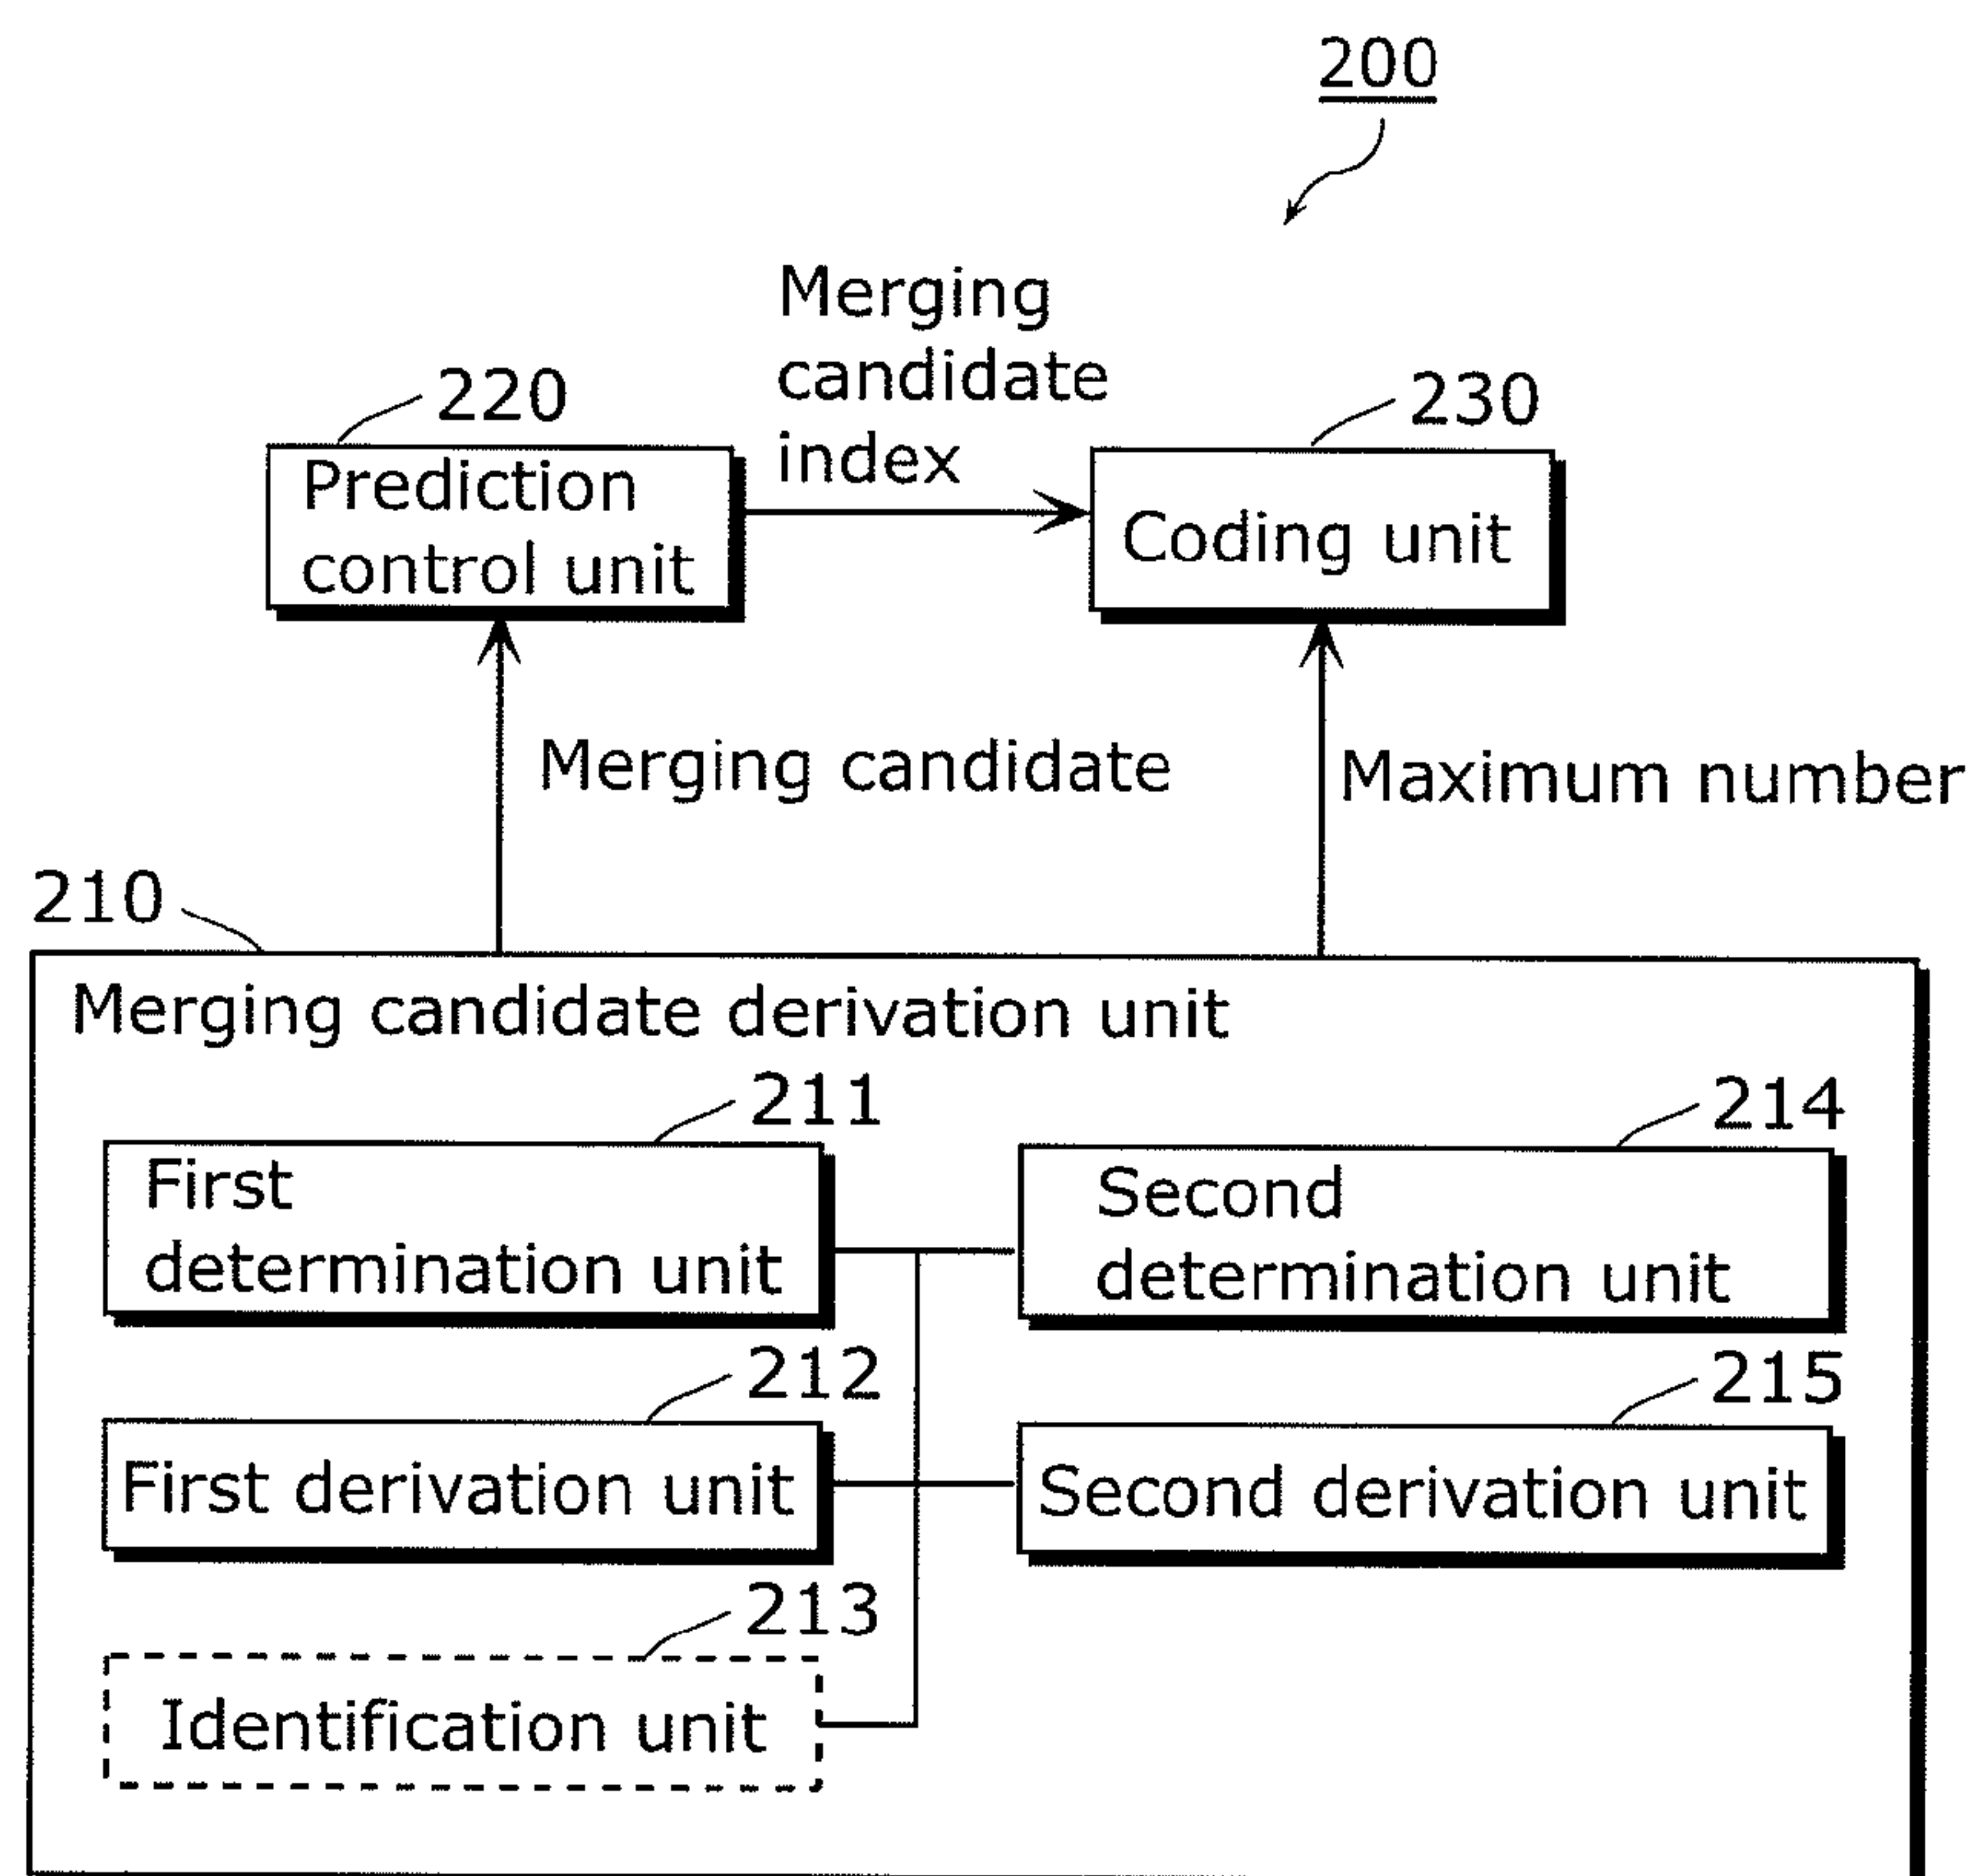 200
Merging
candidate
index
220
230
Prediction
control unit
Coding unit
Merging candidate
Maximum number
210
Merging candidate derivation unit
211
214
First
determination unit
Second
determination unit
212
215
First derivation unit
Second derivation unit
213
Identification unit